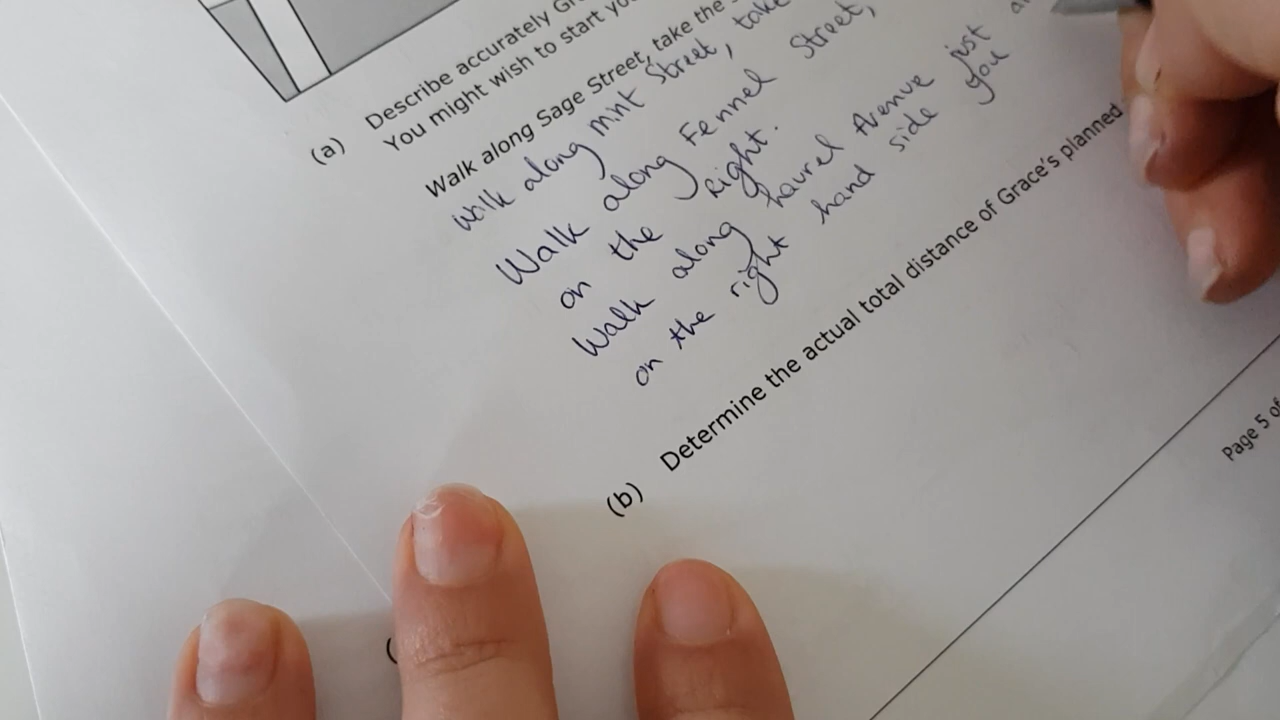 (a) Describe accurately Gr
You might wish to start yo
Walk along Sage Street, take the
walk along mint Street, take
Walk along Fennel Street,
on the Right.
Walk along haurel Avenue just
on the right hand side you
(b) Determine the actual total distance of Grace's planned
Page 5 of
(